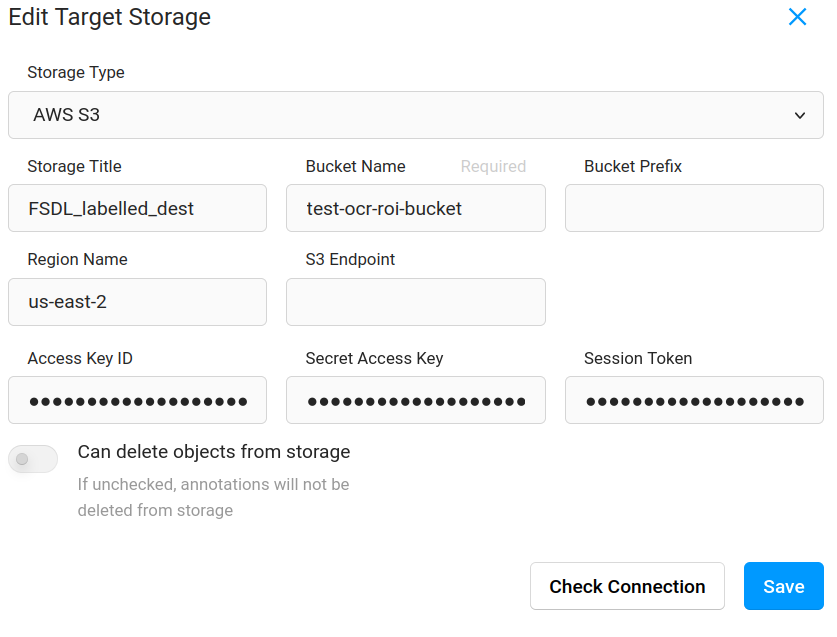 Edit Target Storage
Storage Type
AWS S3
Storage Title
Bucket Name Required
Bucket Prefix
FSDL_labelled_dest
test-ocr-roi-bucket
Region Name
S3 Endpoint
us-east-2
Access Key ID
Secret Access Key
Session Token
•••••••••••••••••••
•••••••••••••••••••
•••••••••••••••••••
Can delete objects from storage
If unchecked, annotations will not be
deleted from storage
Check Connection
Save